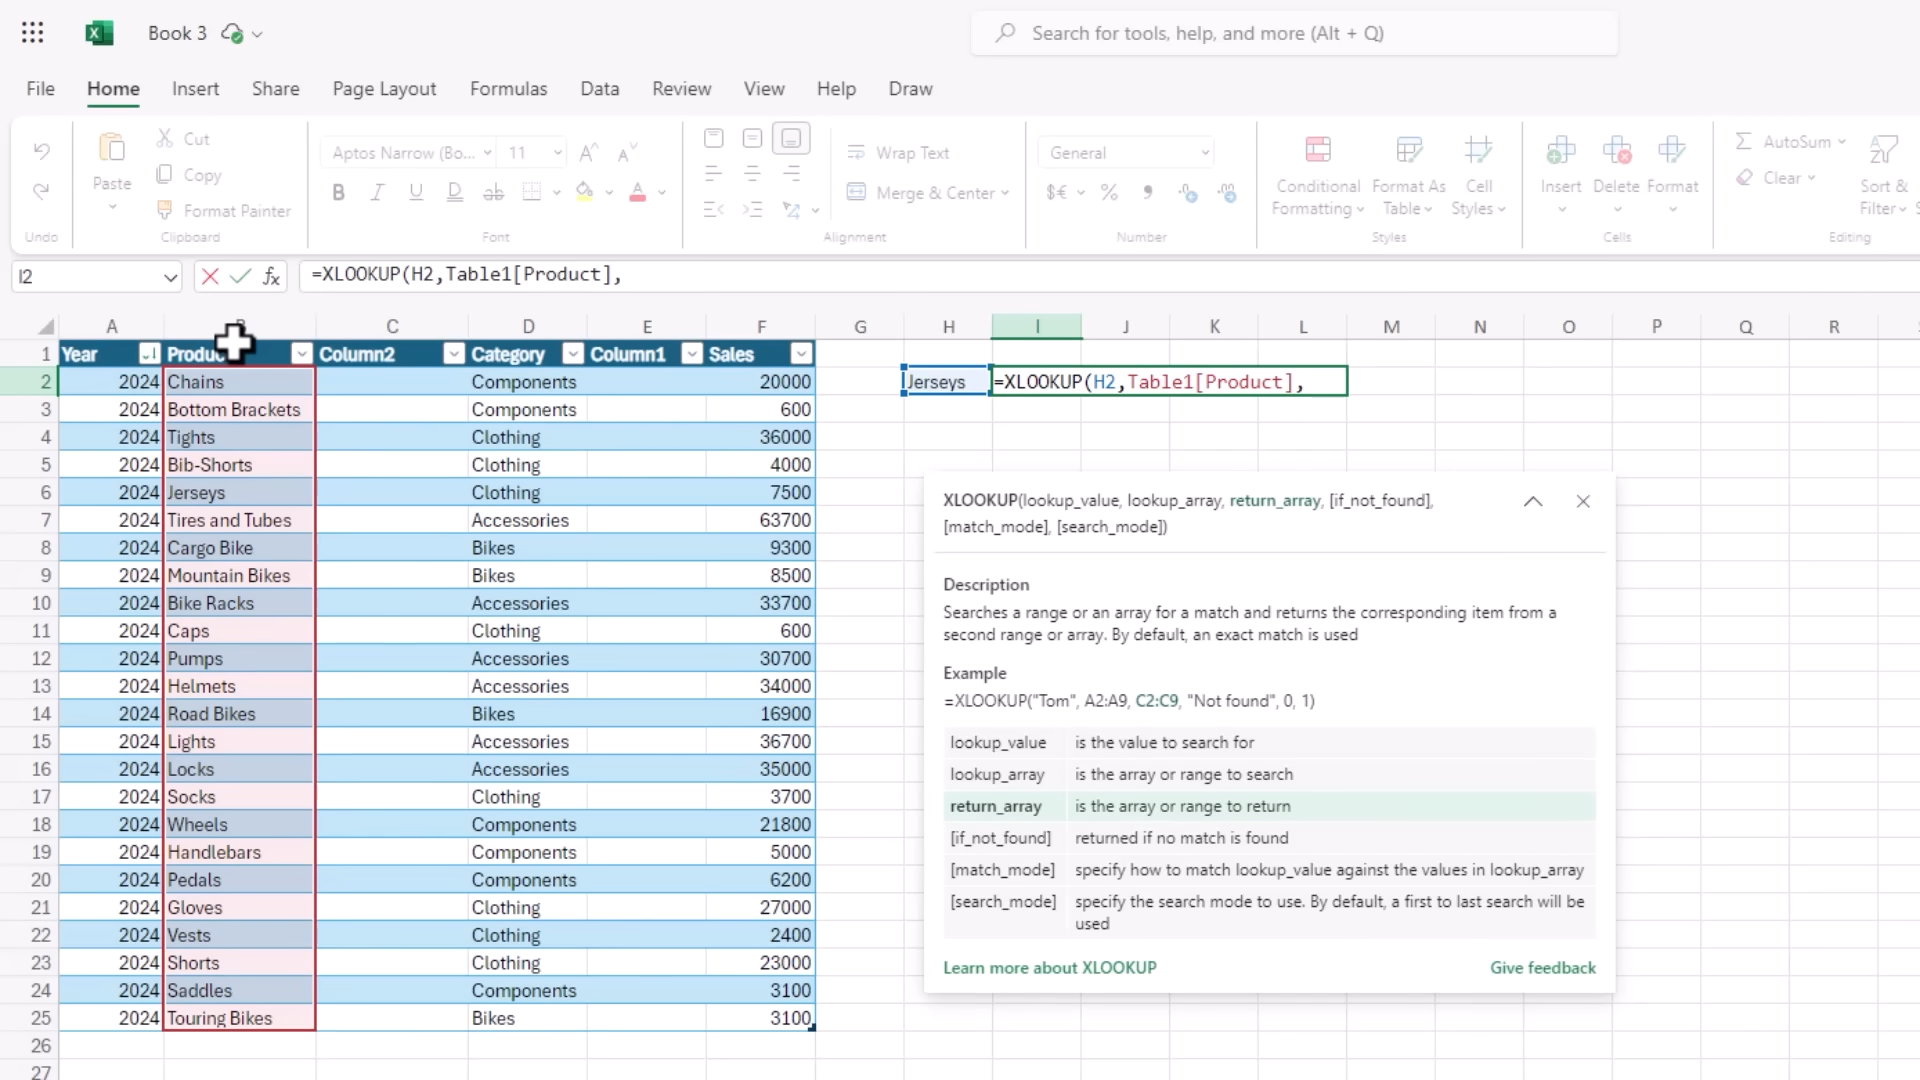 Book 3
Search for tools, help, and more (Alt + Q)
File Home Insert Share Page Layout Formulas Data Review View Help Draw
Paste
Cut
Copy
Format Painter
Aptos Narrow (Bo... 11
Wrap Text
Merge & Center
General
Conditional Formatting
Format As Table
Cell Styles
Insert
Delete
Format
AutoSum
Clear
Sort & Filter
Undo Clipboard Font Alignment Number Styles Cells Editing
I2 fx =XLOOKUP(H2,Table1[Product],
A B C D E F G H I J K L M N O P Q R
1 Year Produc Column2 Category Column1 Sales
2 2024 Chains Components 20000 Jerseys =XLOOKUP(H2,Table1[Product],
3 2024 Bottom Brackets Components 600
4 2024 Tights Clothing 36000
5 2024 Bib-Shorts Clothing 4000
6 2024 Jerseys Clothing 7500
7 2024 Tires and Tubes Accessories 63700
8 2024 Cargo Bike Bikes 9300
9 2024 Mountain Bikes Bikes 8500
10 2024 Bike Racks Accessories 33700
11 2024 Caps Clothing 600
12 2024 Pumps Accessories 30700
13 2024 Helmets Accessories 34000
14 2024 Road Bikes Bikes 16900
15 2024 Lights Accessories 36700
16 2024 Locks Accessories 35000
17 2024 Socks Clothing 3700
18 2024 Wheels Components 21800
19 2024 Handlebars Components 5000
20 2024 Pedals Components 6200
21 2024 Gloves Clothing 27000
22 2024 Vests Clothing 2400
23 2024 Shorts Clothing 23000
24 2024 Saddles Components 3100
25 2024 Touring Bikes Bikes 3100
26
27
XLOOKUP(lookup_value, lookup_array, return_array, [if_not_found],
[match_mode], [search_mode])
Description
Searches a range or an array for a match and returns the corresponding item from a
second range or array. By default, an exact match is used
Example
=XLOOKUP("Tom", A2:A9, C2:C9, "Not found", 0, 1)
lookup_value is the value to search for
lookup_array is the array or range to search
return_array is the array or range to return
[if_not_found] returned if no match is found
[match_mode] specify how to match lookup_value against the values in lookup_array
[search_mode] specify the search mode to use. By default, a first to last search will be
used
Learn more about XLOOKUP Give feedback